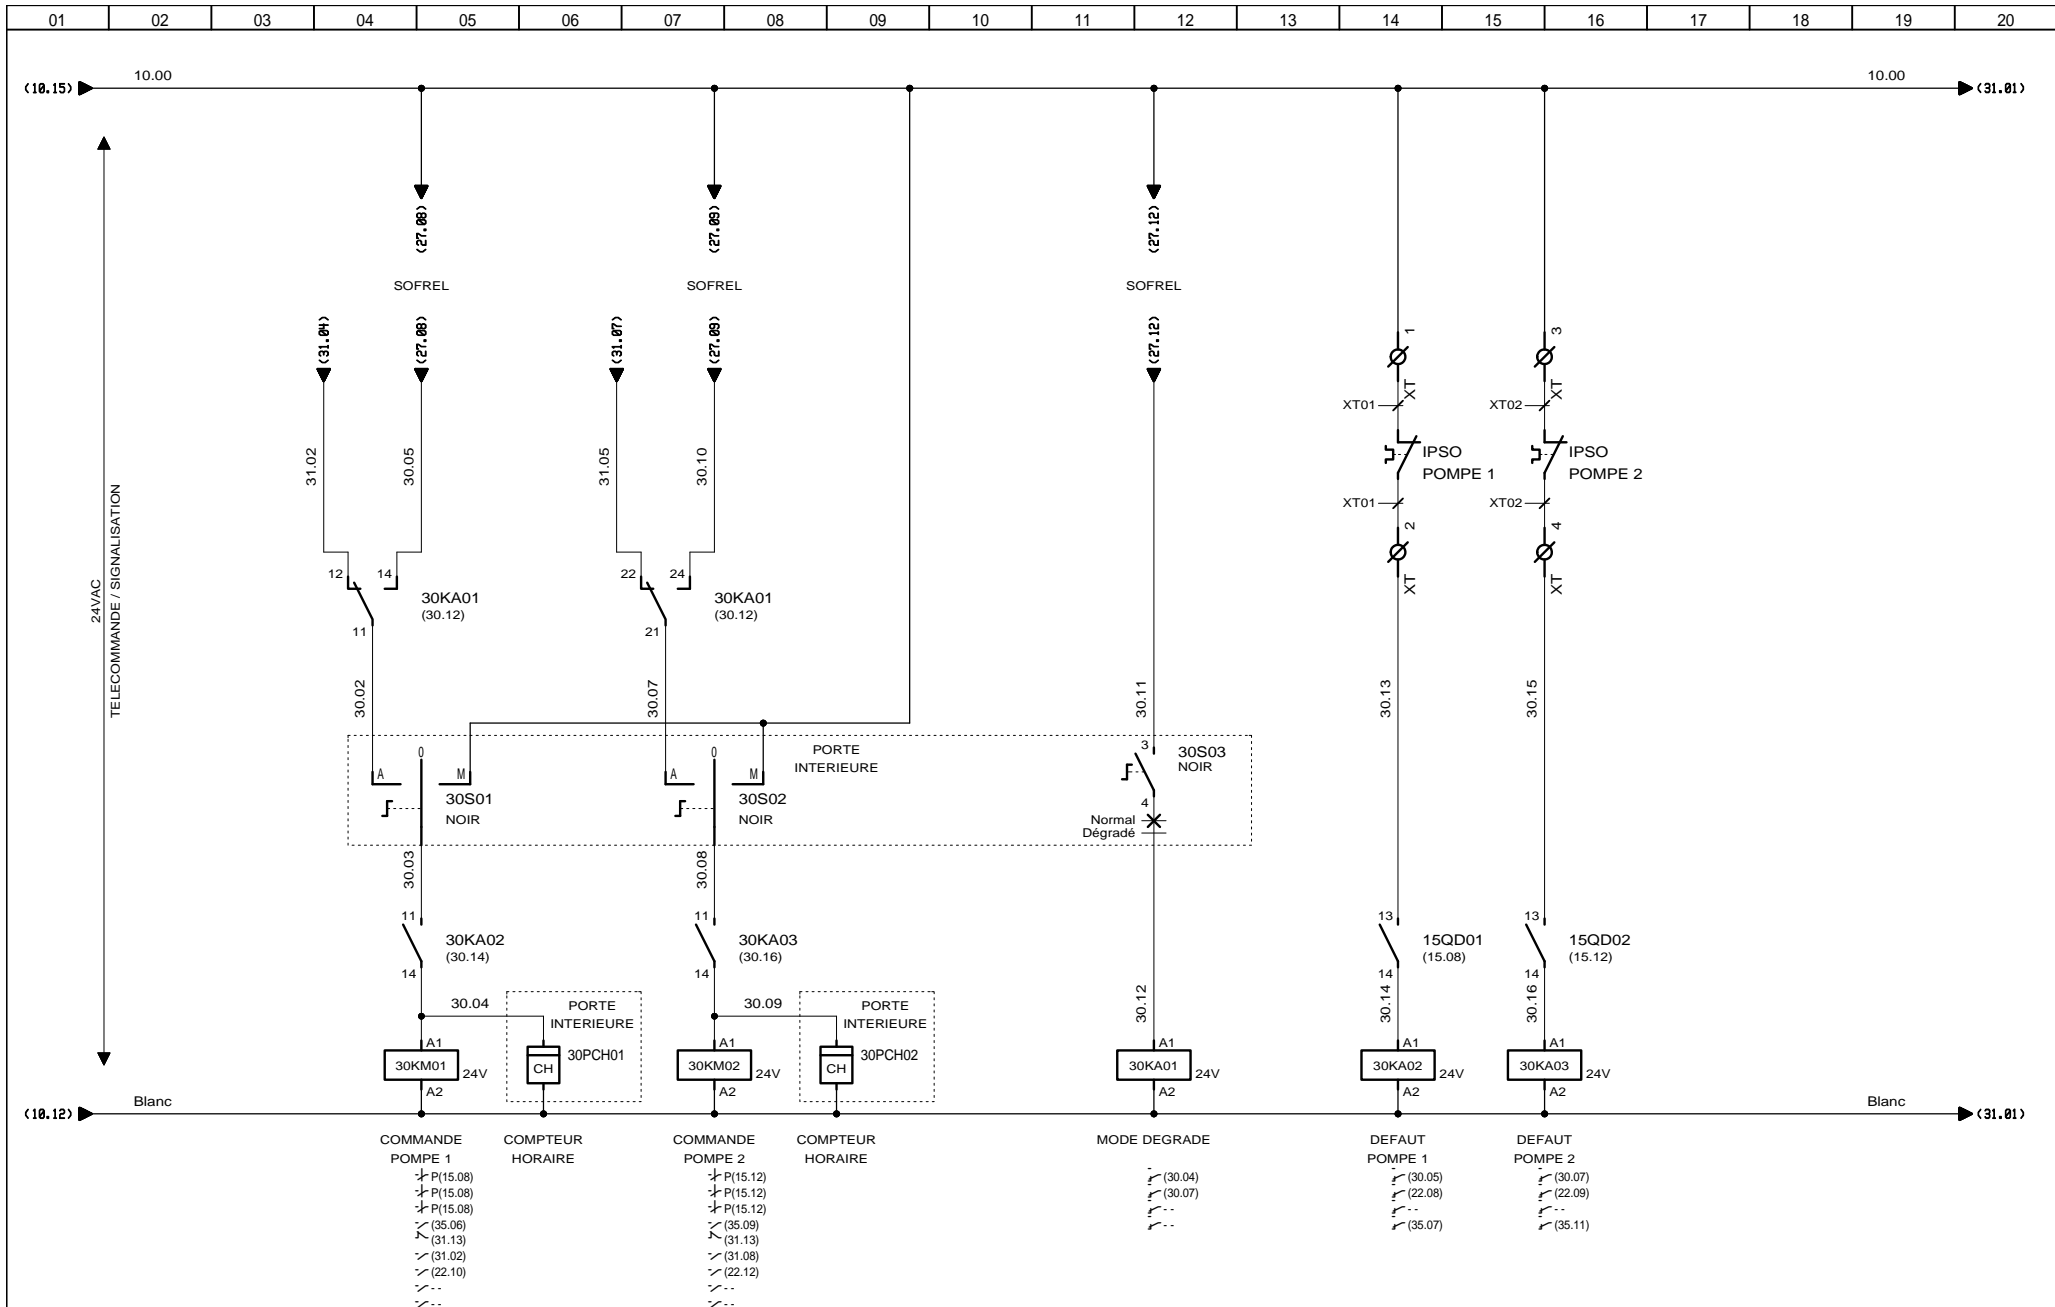 01 02 03 04 05 06 07 08 09 10 11 12 13 14 15 16 17 18 19 20
10.00 10.00
(10.15) (31.01)
(27.08) (27.09) (27.12)
SOFREL SOFREL SOFREL
(31.04) (27.08) (31.07) (27.09) (27.12)
1 3
XT XT
XT01 XT02
31.02 30.05 31.05 30.10
IPSO IPSO
POMPE 1 POMPE 2
XT01 XT02
2 4
24VAC
TELECOMMANDE / SIGNALISATION
12 14 22 24
XT XT
30KA01 30KA01
(30.12) (30.12)
11 21
30.02 30.07 30.11 30.13 30.15
0 0 PORTE 3 30S03
INTERIEURE NOIR
A M A M
30S01 30S02 4
NOIR NOIR Normal
Dégradé
30.03 30.08
11 11 13 13
30KA02 30KA03 15QD01 15QD02
(30.14) (30.16) (15.08) (15.12)
14 14 14 14
30.04 PORTE 30.09 PORTE 30.12 30.14 30.16
INTERIEURE INTERIEURE
A1 A1 A1 A1 A1
30PCH01 30PCH02
30KM01 24V CH 30KM02 24V CH 30KA01 24V 30KA02 24V 30KA03 24V
A2 A2 A2 A2 A2
Blanc Blanc
(10.12) (31.01)
COMMANDE COMPTEUR COMMANDE COMPTEUR MODE DEGRADE DEFAUT DEFAUT
POMPE 1 HORAIRE POMPE 2 HORAIRE POMPE 1 POMPE 2
P(15.08) P(15.12) (30.04) (30.05) (30.07)
P(15.08) P(15.12) (30.07) (22.08) (22.09)
P(15.08) P(15.12) -- -- --
(35.06) (35.09) -- (35.07) (35.11)
(31.13) (31.13)
(31.02) (31.08)
(22.10) (22.12)
-- --
-- --